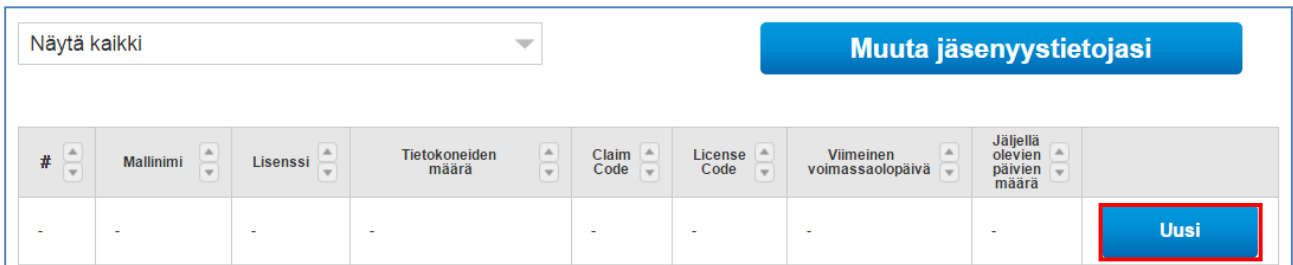 Näytä kaikki
Muuta jäsenyystietojasi
# Mallinimi Lisenssi Tietokoneiden määrä Claim Code License Code Viimeinen voimassaolopäivä Jäljellä olevien päivien määrä
- - - - - - - - Uusi